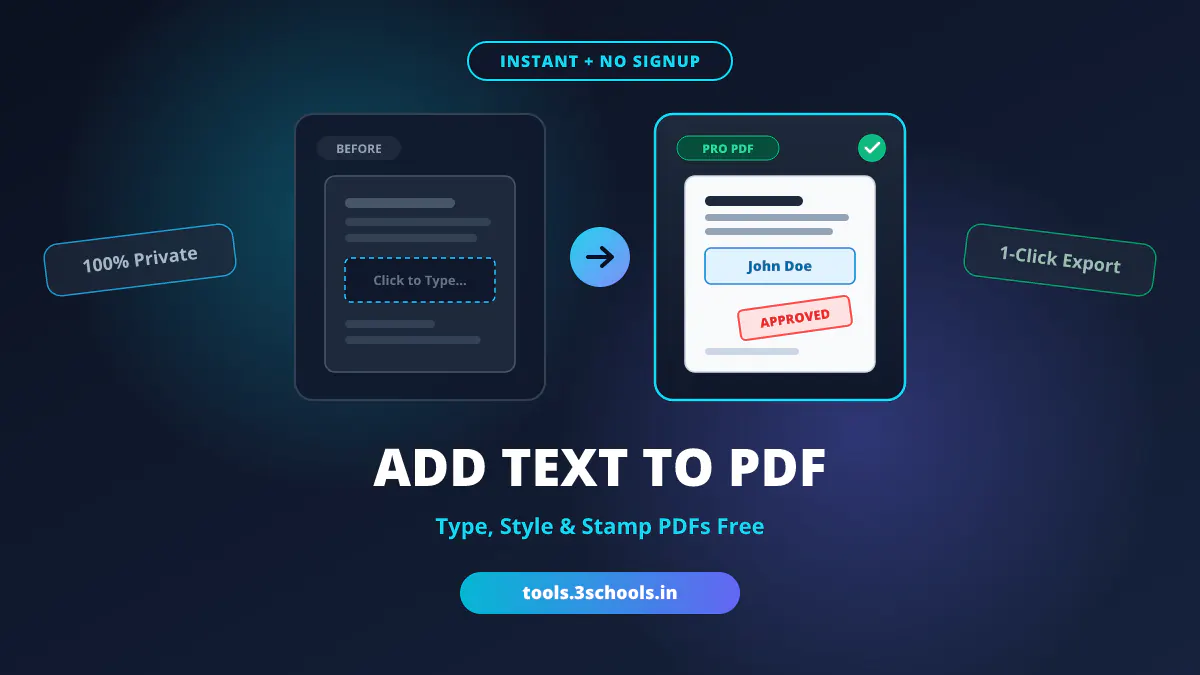 INSTANT + NO SIGNUP
BEFORE
Click to Type...
PRO PDF
John Doe
APPROVED
100% Private
1-Click Export
ADD TEXT TO PDF
Type, Style & Stamp PDFs Free
tools.3schools.in